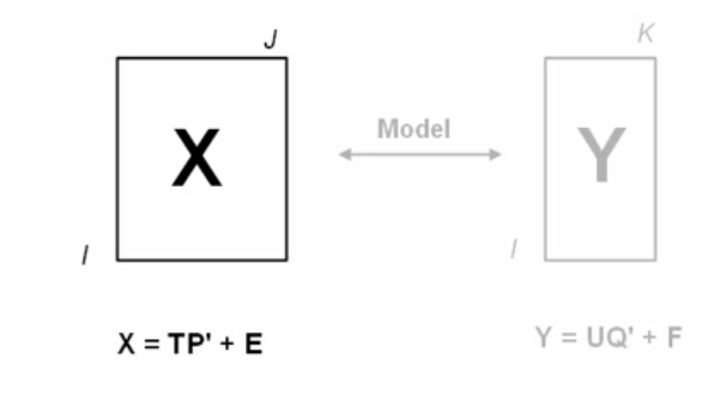 J
K
X
Model
Y
I
I
X = TP' + E
Y = UQ' + F